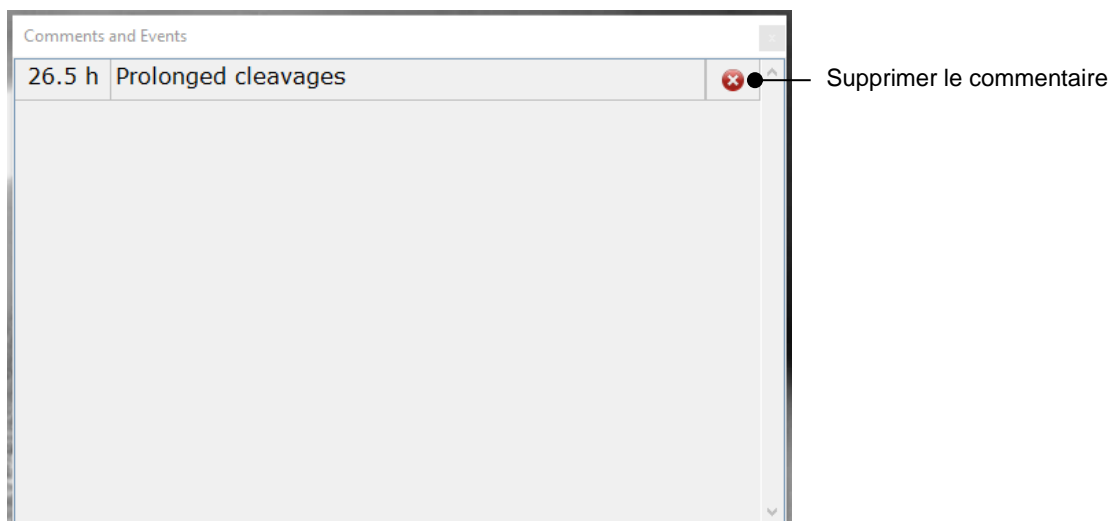 Comments and Events
26.5 h Prolonged cleavages
Supprimer le commentaire